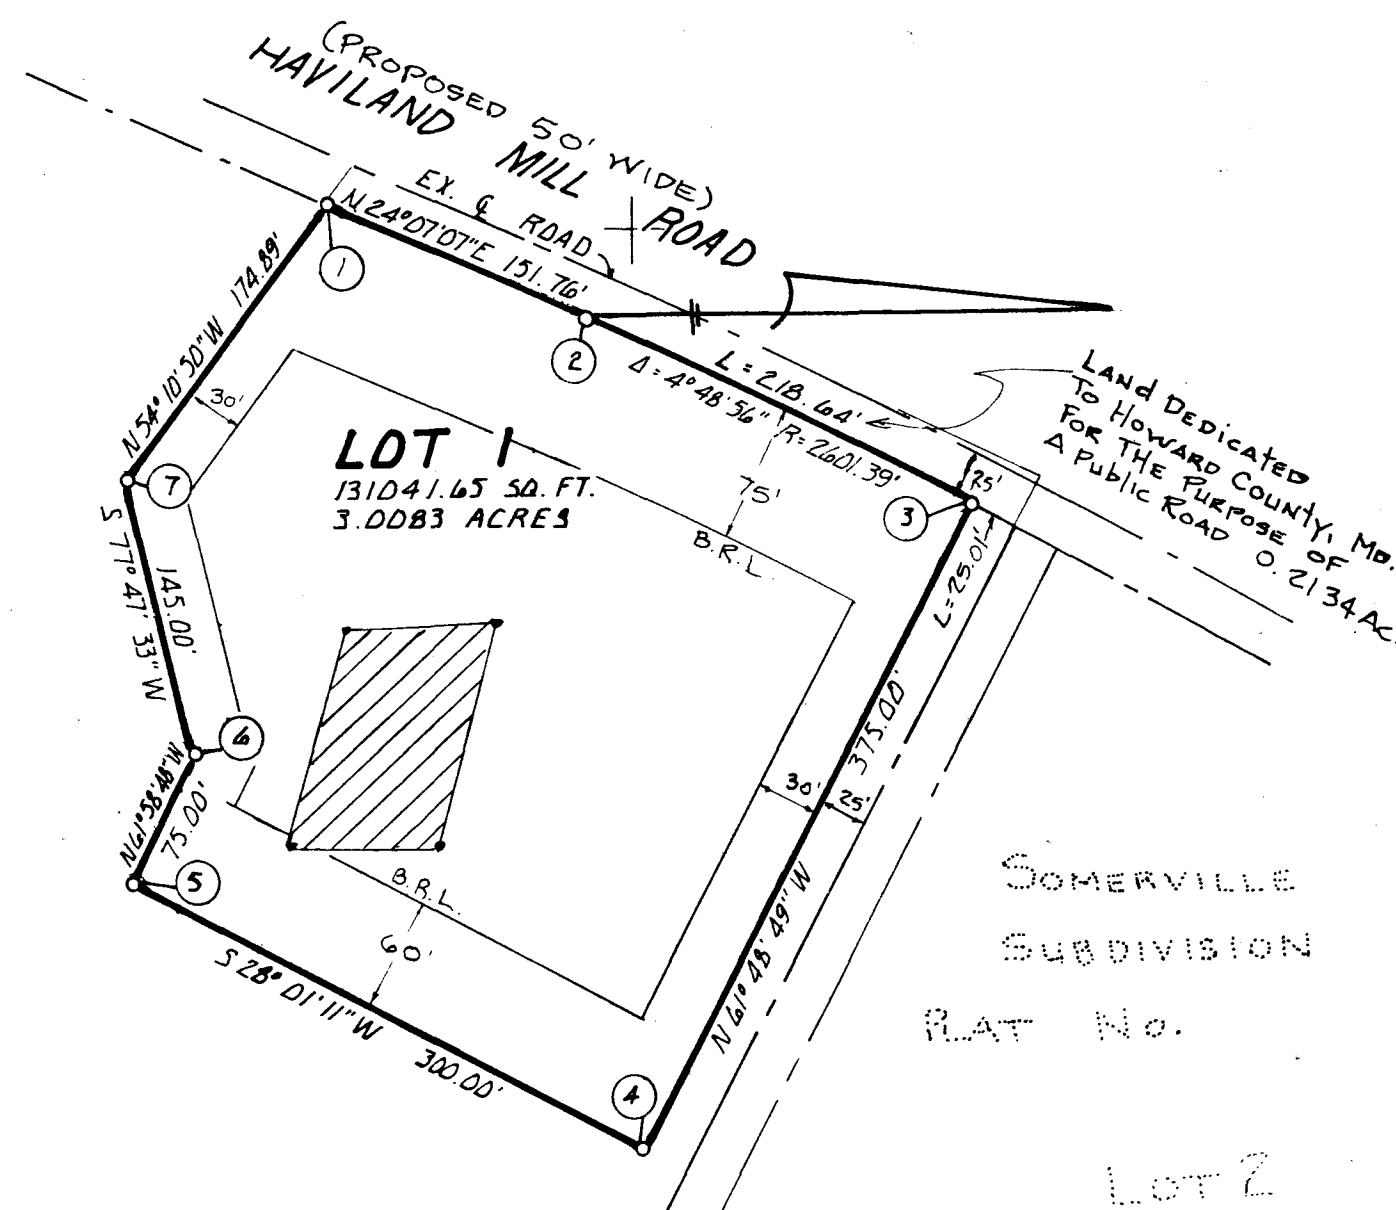 (PROPOSED 50' WIDE)
HAVILAND MILL ROAD
EX. ℄ ROAD
N 24°07'07"E 151.76'
1
174.89'
N 54° 10' 50" W
30'
2
L = 218.64'
Δ = 4° 48' 56" R = 2601.39'
LAND DEDICATED
TO HOWARD COUNTY, MD.
FOR THE PURPOSE OF
A PUBLIC ROAD 0.2134 AC.
LOT 1
131041.65 SQ. FT.
3.0083 ACRES
75'
B.R.L.
25'
3
L = 25.01'
7
S 77° 47' 33" W
145.00'
6
N 61° 58' 48" W
75.00'
5
375.00'
30'
25'
N 61° 48' 49" W
B.R.L.
60'
S 28° 01' 11" W 300.00'
4
SOMERVILLE
SUBDIVISION
PLAT No.
LOT 2